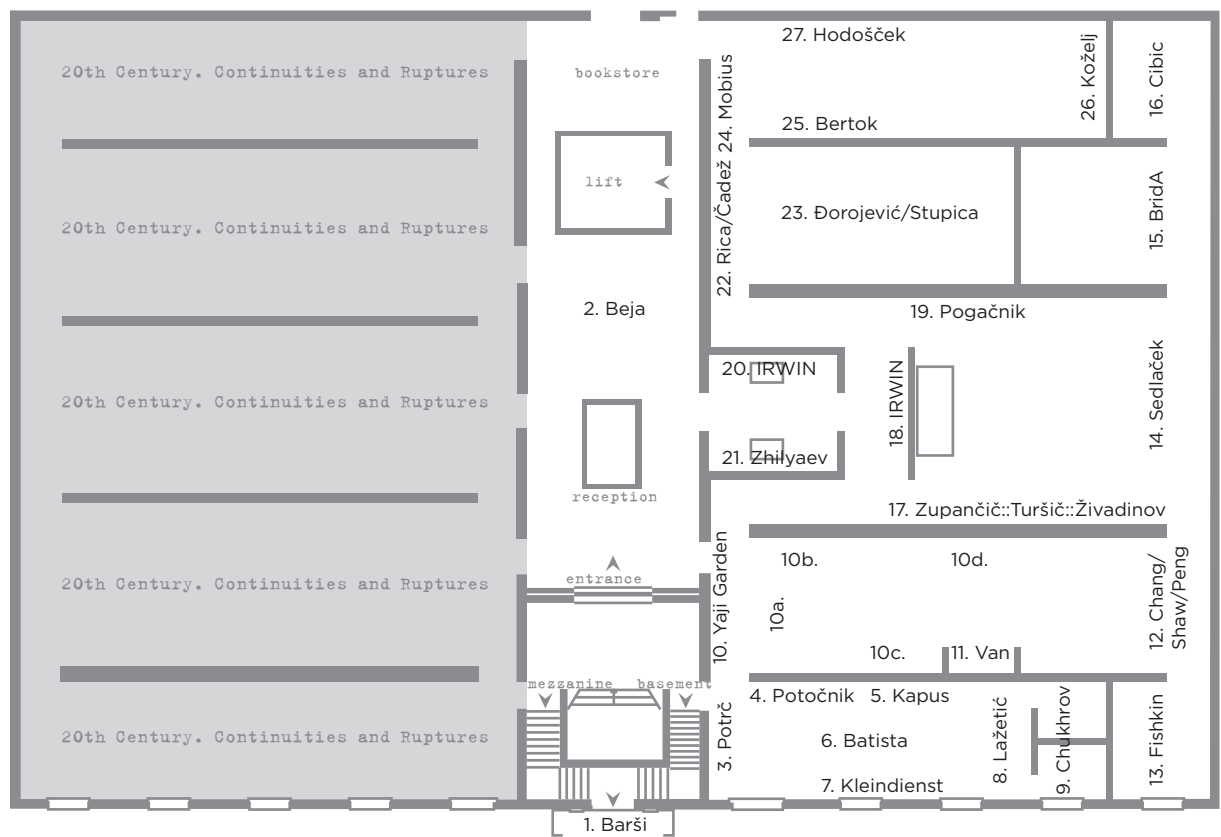 27. Hodošček
26. Koželj
16. Cibic
20th Century. Continuities and Ruptures
bookstore
24. Mobius
25. Bertok
lift
22. Rica/Čadež
23. Đorojević/Stupica
15. BridA
20th Century. Continuities and Ruptures
2. Beja
19. Pogačnik
20. IRWIN
18. IRWIN
14. Sedlaček
20th Century. Continuities and Ruptures
21. Zhilyaev
reception
17. Zupančič::Turšič::Živadinov
10. Yaji Garden
10b.
10d.
12. Chang/
Shaw/Peng
20th Century. Continuities and Ruptures
entrance
10a.
10c.
11. Van
mezzanine
basement
4. Potočnik
5. Kapus
3. Potrč
6. Batista
8. Lažetić
9. Chukhrov
13. Fishkin
20th Century. Continuities and Ruptures
7. Kleindienst
1. Barši